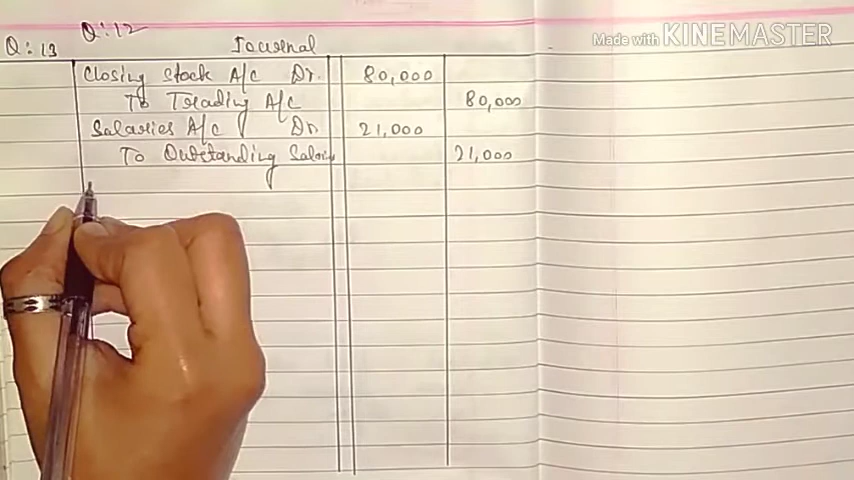 Q: 12
Q: 13 Journal
Made with KINEMASTER
Closing Stock A/c Dr. 80,000
To Trading A/c 80,000
Salaries A/c Dr. 21,000
To Outstanding 21,000